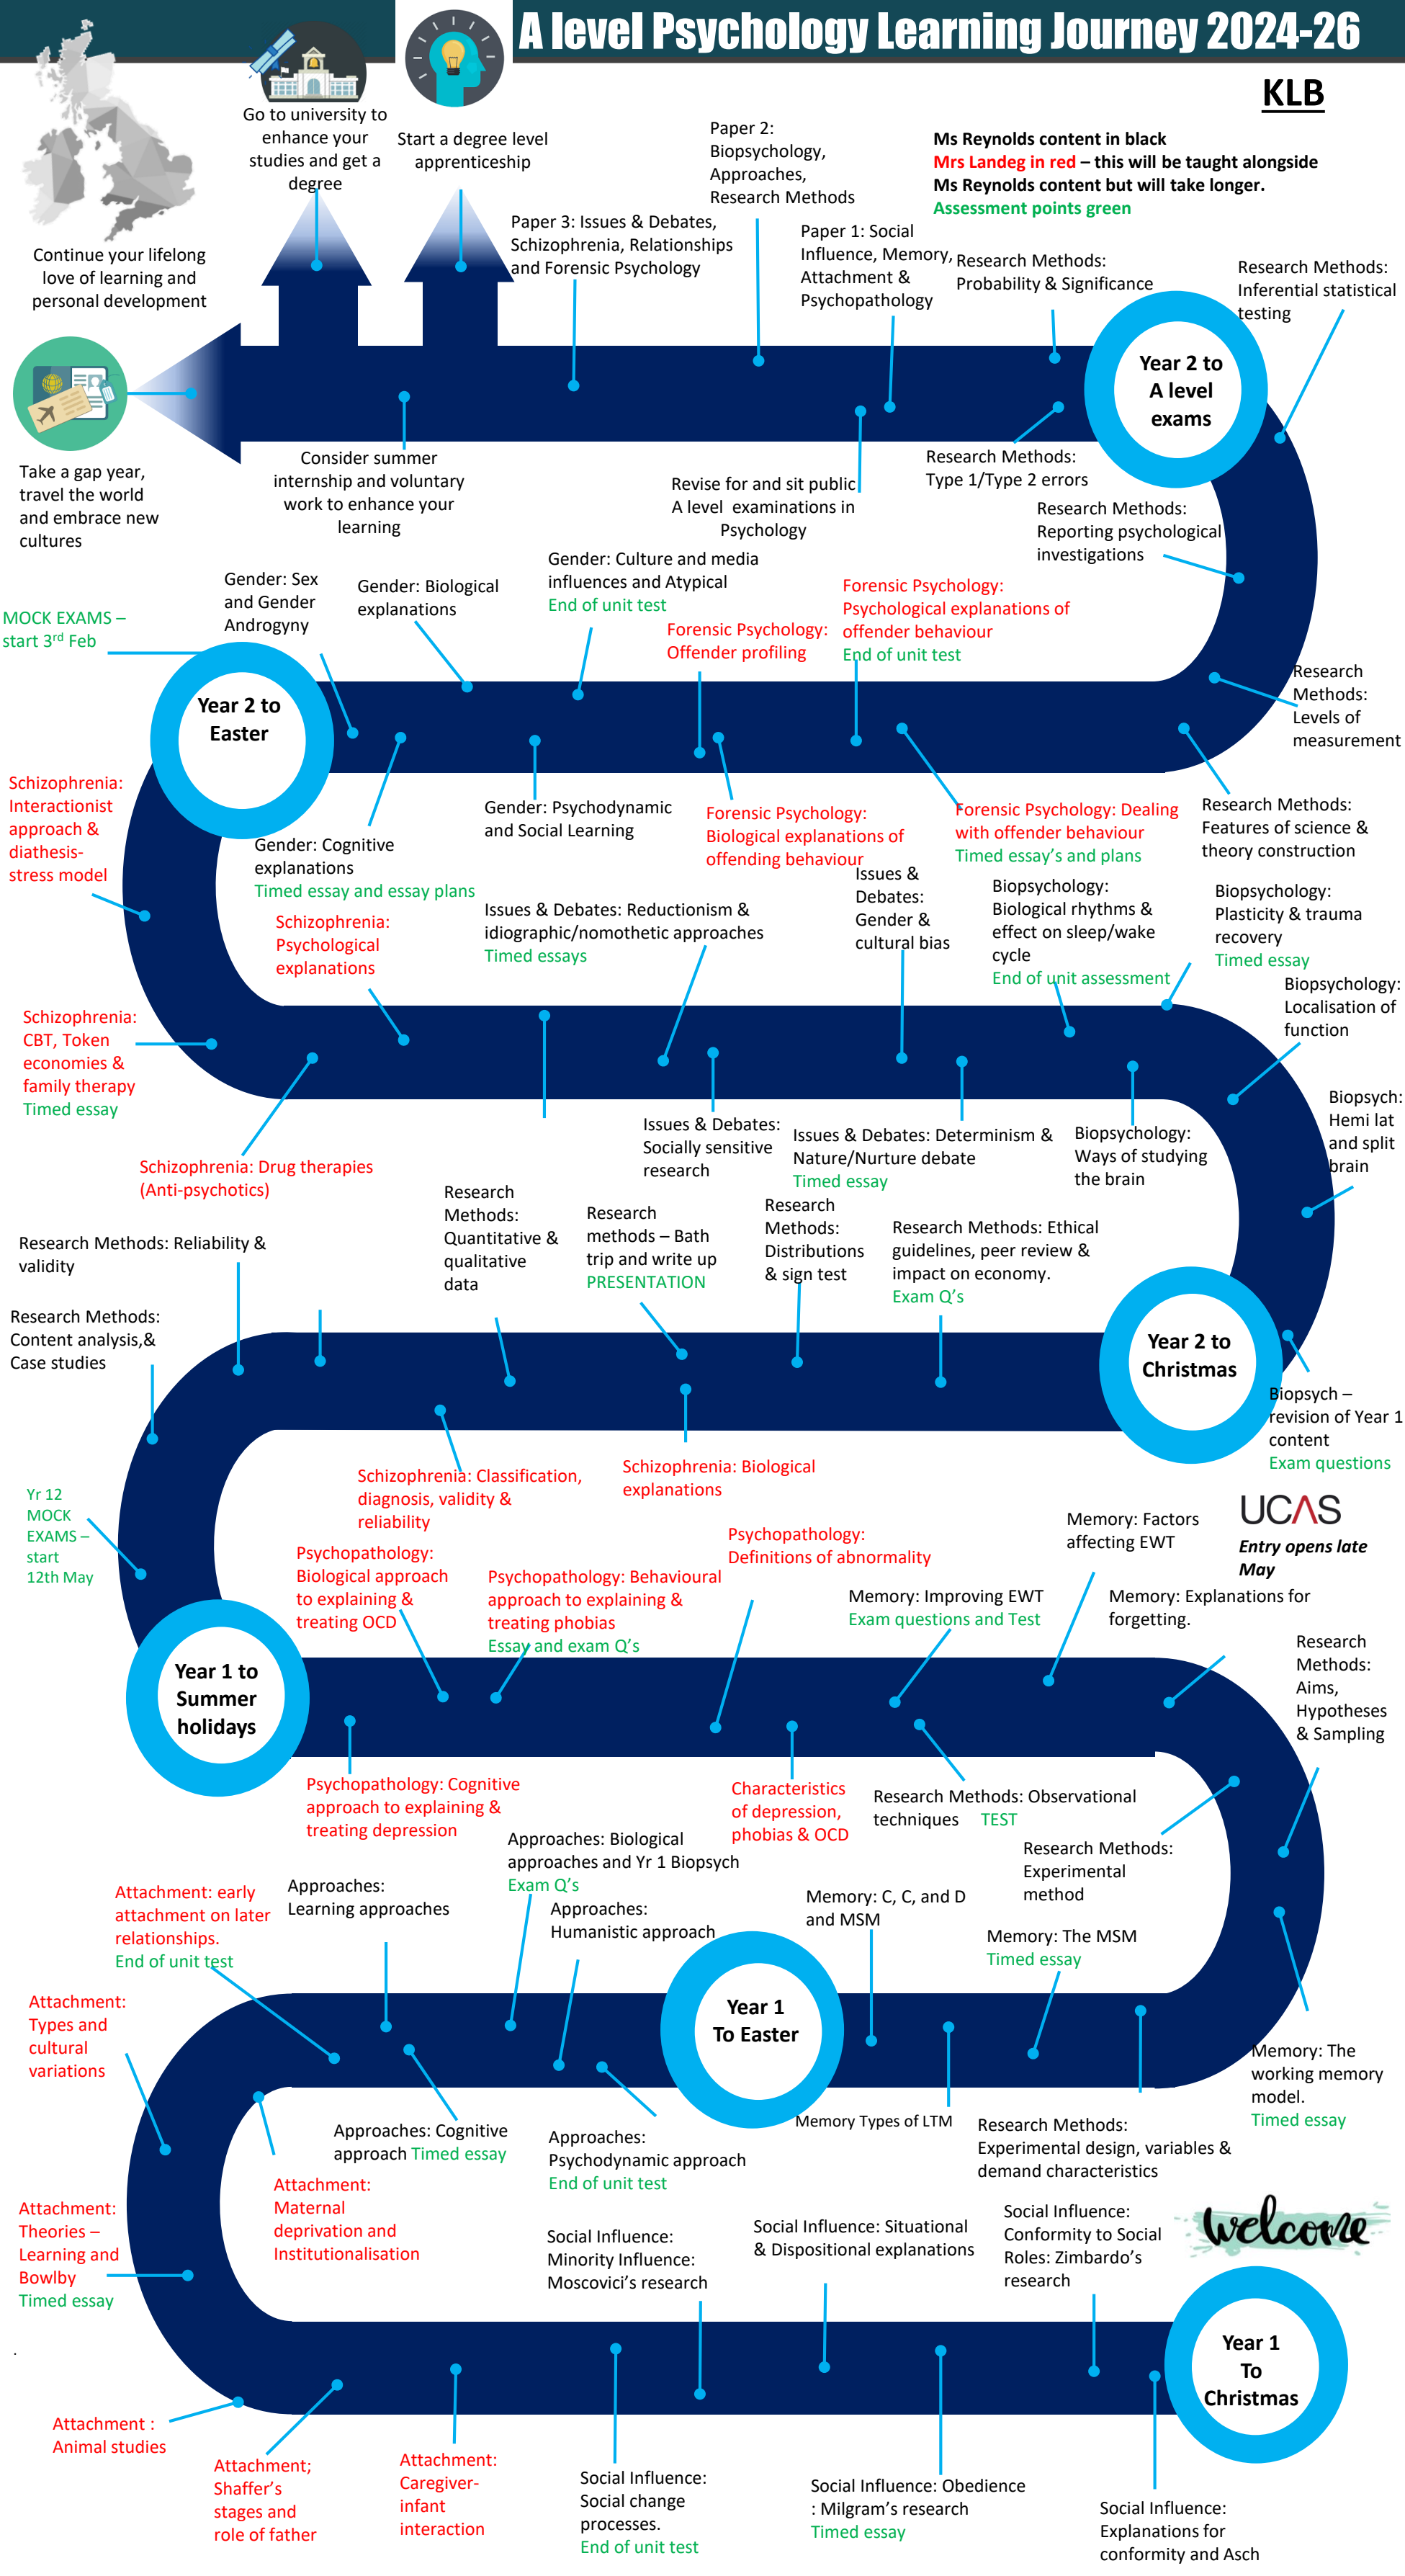 A level Psychology Learning Journey 2024-26
KLB
Go to university to
enhance your
studies and get a
degree
Start a degree level
apprenticeship
Paper 2:
Biopsychology,
Approaches,
Research Methods
Ms Reynolds content in black
Mrs Landeg in red – this will be taught alongside
Ms Reynolds content but will take longer.
Assessment points green
Continue your lifelong
love of learning and
personal development
Paper 3: Issues & Debates,
Schizophrenia, Relationships
and Forensic Psychology
Paper 1: Social
Influence, Memory,
Attachment &
Psychopathology
Research Methods:
Probability & Significance
Research Methods:
Inferential statistical
testing
Year 2 to
A level
exams
Take a gap year,
travel the world
and embrace new
cultures
Consider summer
internship and voluntary
work to enhance your
learning
Revise for and sit public
A level examinations in
Psychology
Research Methods:
Type 1/Type 2 errors
Research Methods:
Reporting psychological
investigations
MOCK EXAMS –
start 3rd Feb
Gender: Sex
and Gender
Androgyny
Gender: Biological
explanations
Gender: Culture and media
influences and Atypical
End of unit test
Forensic Psychology:
Offender profiling
Forensic Psychology:
Psychological explanations of
offender behaviour
End of unit test
Research
Methods:
Levels of
measurement
Year 2 to
Easter
Schizophrenia:
Interactionist
approach &
diathesis-
stress model
Gender: Cognitive
explanations
Timed essay and essay plans
Gender: Psychodynamic
and Social Learning
Forensic Psychology:
Biological explanations of
offending behaviour
Forensic Psychology: Dealing
with offender behaviour
Timed essay's and plans
Research Methods:
Features of science &
theory construction
Schizophrenia:
Psychological
explanations
Issues & Debates: Reductionism &
idiographic/nomothetic approaches
Timed essays
Issues &
Debates:
Gender &
cultural bias
Biopsychology:
Biological rhythms &
effect on sleep/wake
cycle
End of unit assessment
Biopsychology:
Plasticity & trauma
recovery
Timed essay
Biopsychology:
Localisation of
function
Schizophrenia:
CBT, Token
economies &
family therapy
Timed essay
Schizophrenia: Drug therapies
(Anti-psychotics)
Issues & Debates:
Socially sensitive
research
Issues & Debates: Determinism &
Nature/Nurture debate
Timed essay
Biopsychology:
Ways of studying
the brain
Biopsych:
Hemi lat
and split
brain
Research Methods: Reliability &
validity
Research
Methods:
Quantitative &
qualitative
data
Research
methods – Bath
trip and write up
PRESENTATION
Research
Methods:
Distributions
& sign test
Research Methods: Ethical
guidelines, peer review &
impact on economy.
Exam Q's
Research Methods:
Content analysis,&
Case studies
Year 2 to
Christmas
Biopsych –
revision of Year 1
content
Exam questions
Yr 12
MOCK
EXAMS –
start
12th May
Schizophrenia: Classification,
diagnosis, validity &
reliability
Schizophrenia: Biological
explanations
UCAS
Entry opens late
May
Psychopathology:
Biological approach
to explaining &
treating OCD
Psychopathology: Behavioural
approach to explaining &
treating phobias
Essay and exam Q's
Psychopathology:
Definitions of abnormality
Memory: Improving EWT
Exam questions and Test
Memory: Factors
affecting EWT
Memory: Explanations for
forgetting.
Research
Methods:
Aims,
Hypotheses
& Sampling
Year 1 to
Summer
holidays
Psychopathology: Cognitive
approach to explaining &
treating depression
Characteristics
of depression,
phobias & OCD
Research Methods: Observational
techniques TEST
Research Methods:
Experimental
method
Attachment: early
attachment on later
relationships.
End of unit test
Approaches:
Learning approaches
Approaches: Biological
approaches and Yr 1 Biopsych
Exam Q's
Approaches:
Humanistic approach
Memory: C, C, and D
and MSM
Memory: The MSM
Timed essay
Year 1
To Easter
Attachment:
Types and
cultural
variations
Memory: The
working memory
model.
Timed essay
Approaches: Cognitive
approach Timed essay
Approaches:
Psychodynamic approach
End of unit test
Memory Types of LTM
Research Methods:
Experimental design, variables &
demand characteristics
Attachment:
Maternal
deprivation and
Institutionalisation
Attachment:
Theories –
Learning and
Bowlby
Timed essay
Social Influence:
Minority Influence:
Moscovici's research
Social Influence: Situational
& Dispositional explanations
Social Influence:
Conformity to Social
Roles: Zimbardo's
research
welcome
Year 1
To
Christmas
.
Attachment :
Animal studies
Attachment;
Shaffer's
stages and
role of father
Attachment:
Caregiver-
infant
interaction
Social Influence:
Social change
processes.
End of unit test
Social Influence: Obedience
: Milgram's research
Timed essay
Social Influence:
Explanations for
conformity and Asch